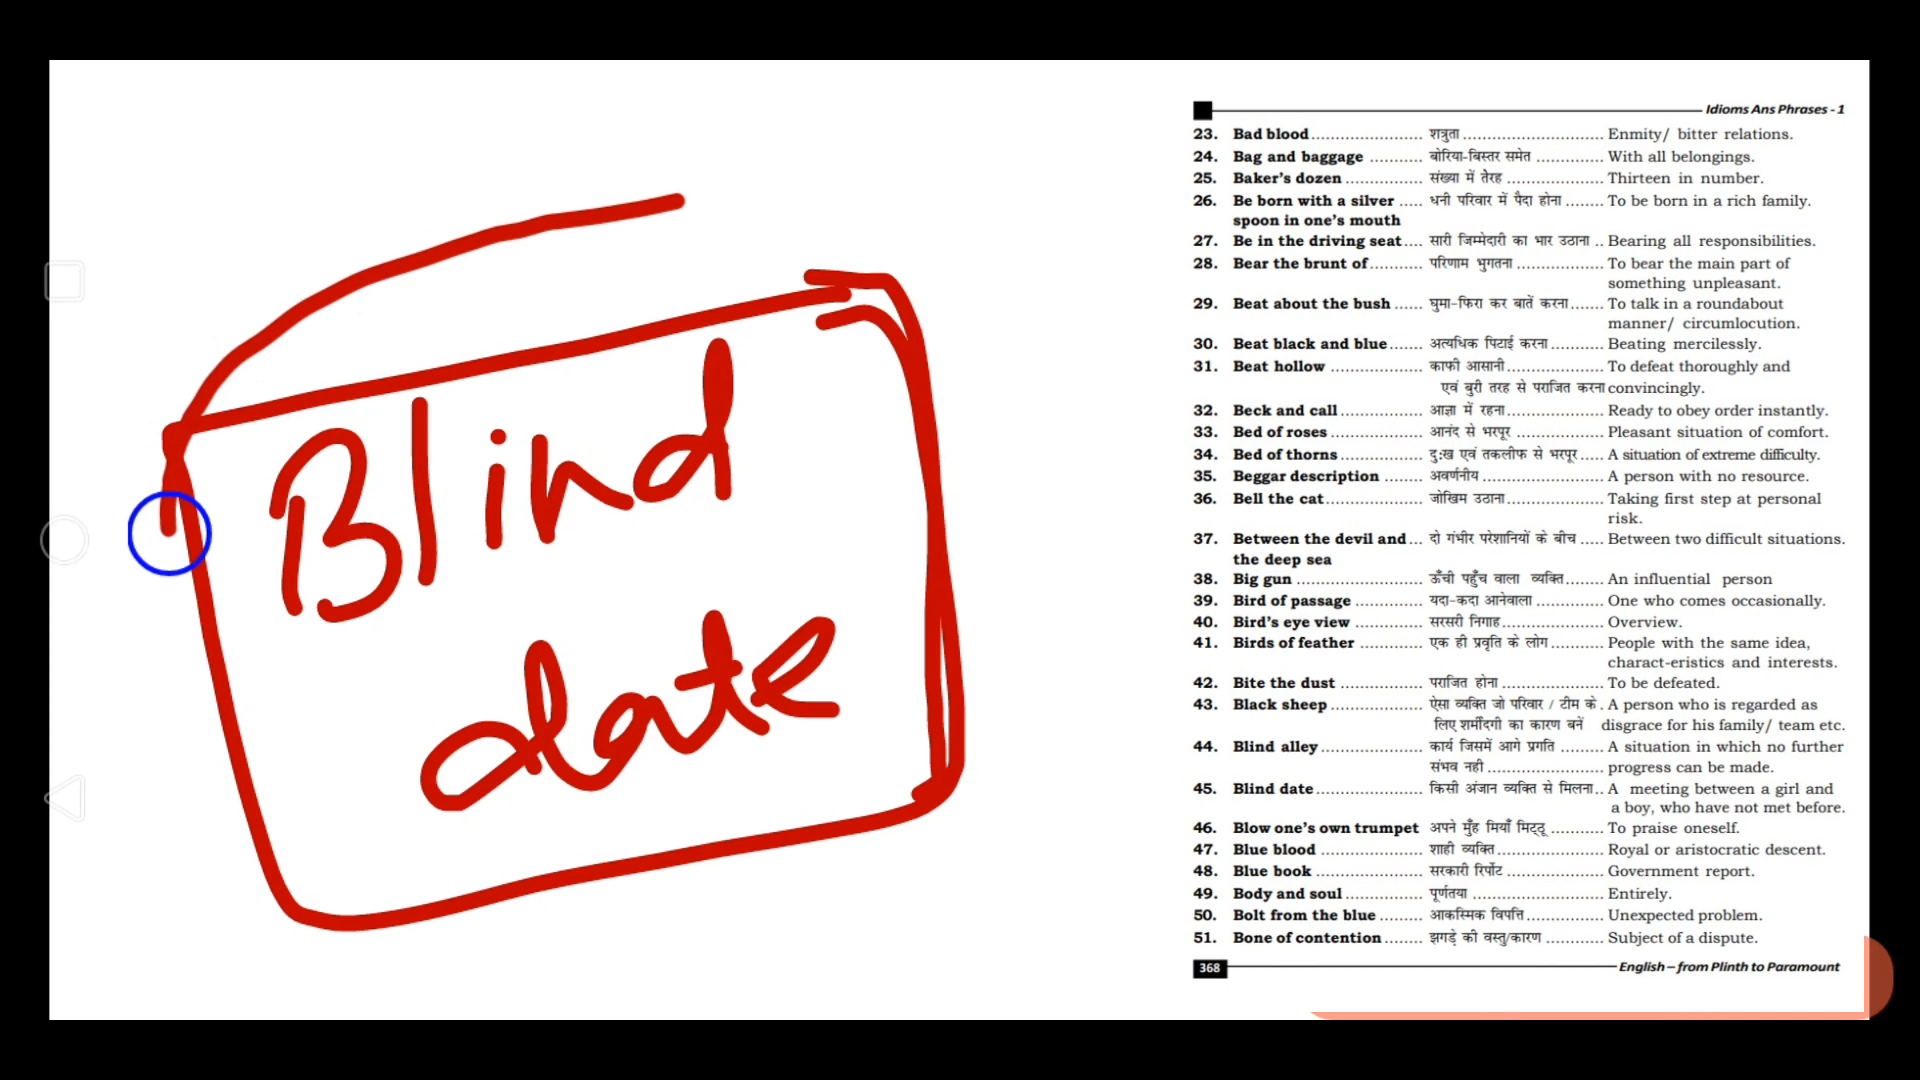 Blind
date
Idioms Ans Phrases - 1
23. Bad blood ....................... शत्रुता ............................. Enmity/ bitter relations.
24. Bag and baggage ........... बोरिया-बिस्तर समेत .............. With all belongings.
25. Baker's dozen ................ संख्या में तेरह .................... Thirteen in number.
26. Be born with a silver ..... धनी परिवार में पैदा होना ........ To be born in a rich family.
spoon in one's mouth
27. Be in the driving seat .... सारी जिम्मेदारी का भार उठाना .. Bearing all responsibilities.
28. Bear the brunt of ........... परिणाम भुगतना .................. To bear the main part of
something unpleasant.
29. Beat about the bush ...... घुमा-फिरा कर बातें करना ....... To talk in a roundabout
manner/ circumlocution.
30. Beat black and blue ....... अत्यधिक पिटाई करना ........... Beating mercilessly.
31. Beat hollow ................... काफी आसानी .................... To defeat thoroughly and
एवं बुरी तरह से पराजित करना convincingly.
32. Beck and call ................. आज्ञा में रहना .................... Ready to obey order instantly.
33. Bed of roses ................... आनंद से भरपूर .................. Pleasant situation of comfort.
34. Bed of thorns ................. दु:ख एवं तकलीफ से भरपूर ..... A situation of extreme difficulty.
35. Beggar description ........ अवर्णनीय ......................... A person with no resource.
36. Bell the cat .................... जोखिम उठाना .................... Taking first step at personal
risk.
37. Between the devil and ... दो गंभीर परेशानियों के बीच ..... Between two difficult situations.
the deep sea
38. Big gun .......................... ऊँची पहुँच वाला व्यक्ति ........ An influential person
39. Bird of passage .............. यदा-कदा आनेवाला .............. One who comes occasionally.
40. Bird's eye view .............. सरसरी निगाह ..................... Overview.
41. Birds of feather ............. एक ही प्रवृति के लोग ........... People with the same idea,
charact-eristics and interests.
42. Bite the dust ................. पराजित होना ...................... To be defeated.
43. Black sheep ................... ऐसा व्यक्ति जो परिवार / टीम के . A person who is regarded as
लिए शर्मींदगी का कारण बनें disgrace for his family/ team etc.
44. Blind alley ..................... कार्य जिसमें आगे प्रगति ......... A situation in which no further
संभव नही ........................ progress can be made.
45. Blind date ...................... किसी अंजान व्यक्ति से मिलना .. A meeting between a girl and
a boy, who have not met before.
46. Blow one's own trumpet अपने मुँह मियाँ मिट्ठू ........... To praise oneself.
47. Blue blood ..................... शाही व्यक्ति ...................... Royal or aristocratic descent.
48. Blue book ...................... सरकारी रिर्पोट .................... Government report.
49. Body and soul ................ पूर्णतया ........................... Entirely.
50. Bolt from the blue ......... आकस्मिक विपत्ति ................ Unexpected problem.
51. Bone of contention ........ झगड़े की वस्तु/कारण ............ Subject of a dispute.
368 English – from Plinth to Paramount